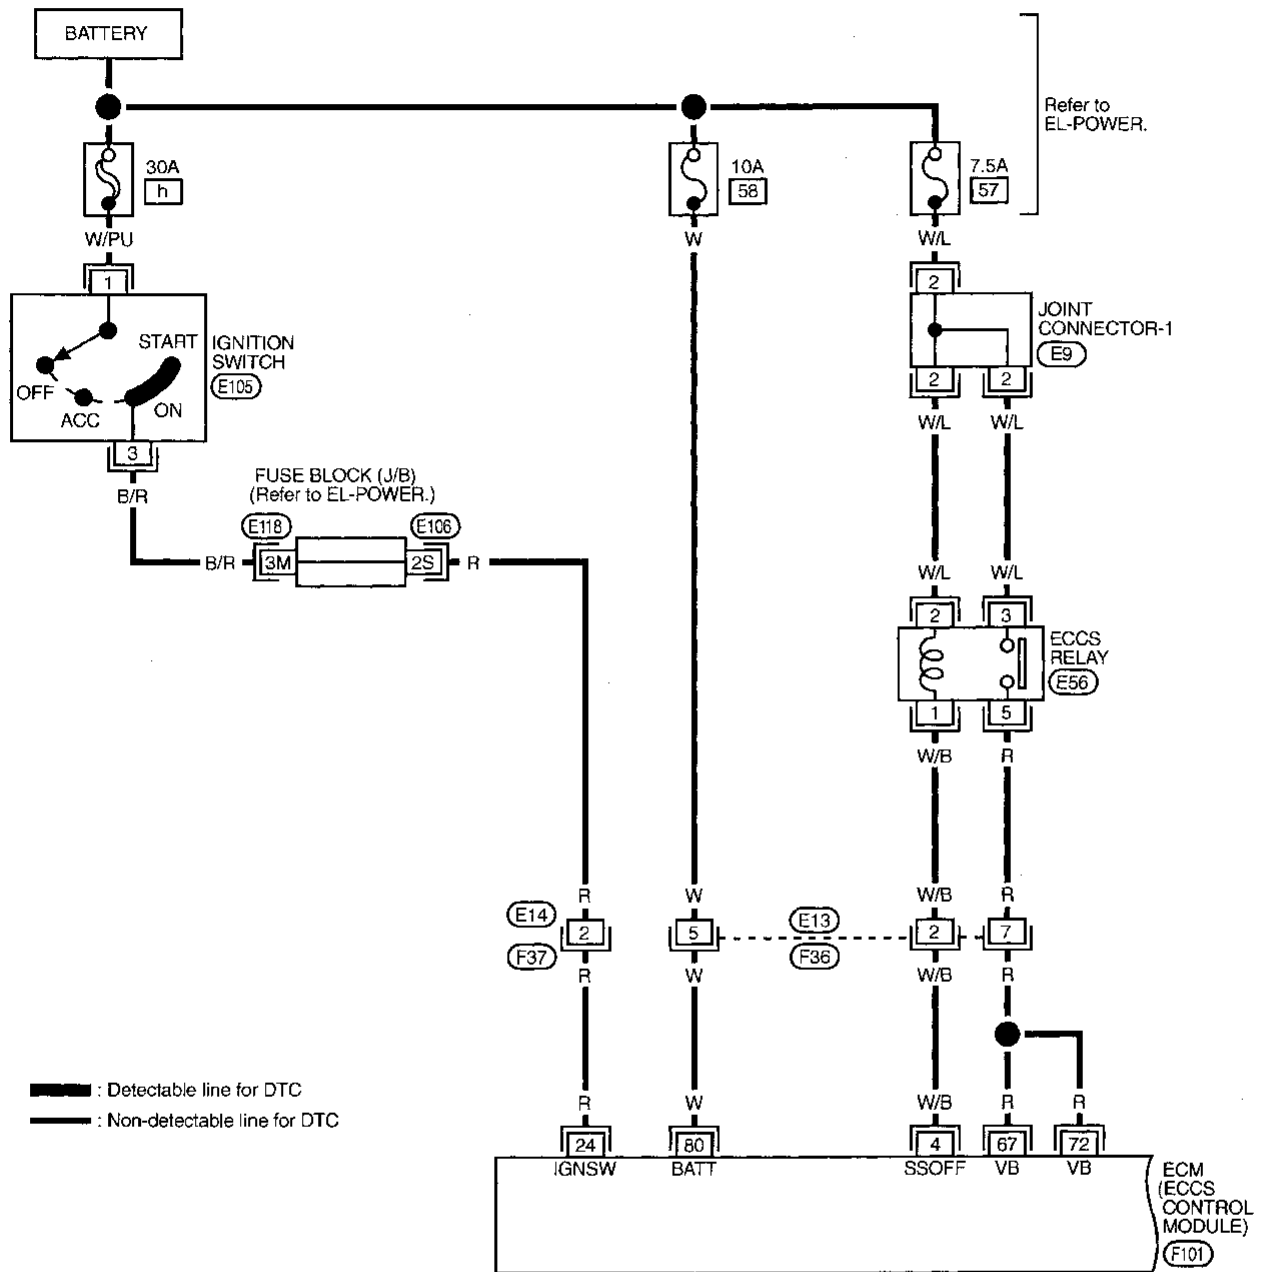 BATTERY
Refer to
EL-POWER.
30A
h
10A
58
7.5A
57
W/PU
W
W/L
1
2
START
IGNITION
SWITCH
E105
OFF
ACC
ON
JOINT
CONNECTOR-1
E9
2
2
W/L
W/L
3
B/R
FUSE BLOCK (J/B)
(Refer to EL-POWER.)
E118
E106
B/R
3M
2S
R
W/L
W/L
2
3
ECCS
RELAY
E56
1
5
W/B
R
R
W
W/B
R
E14
2
F37
5
E13
F36
2
7
R
W
W/B
R
: Detectable line for DTC
: Non-detectable line for DTC
R
W
W/B
R
R
24
80
4
67
72
IGNSW
BATT
SSOFF
VB
VB
ECM
(ECCS
CONTROL
MODULE)
F101